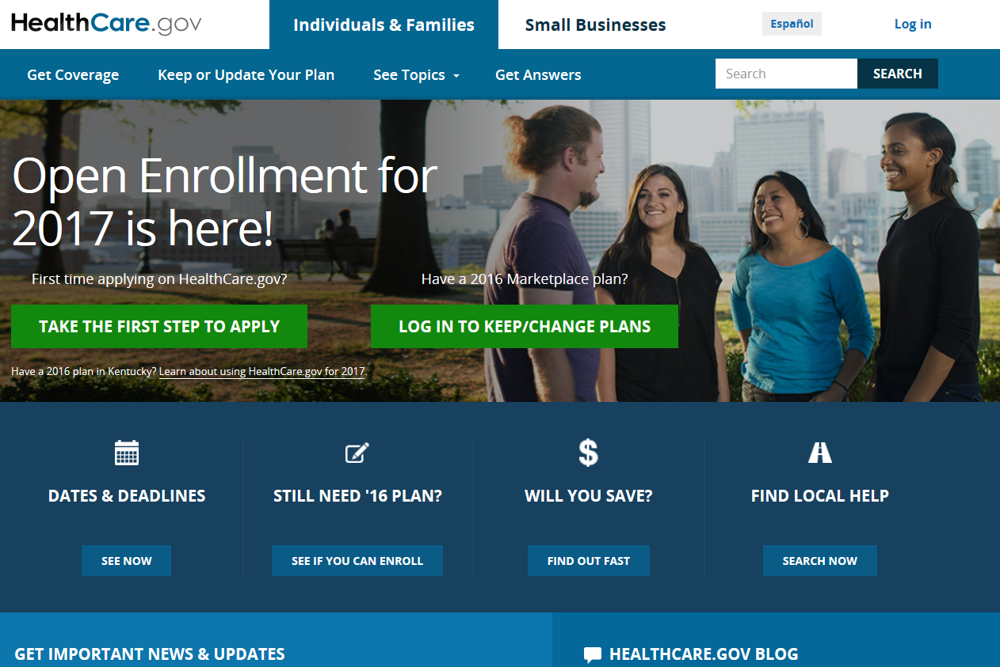 HealthCare.gov
Individuals & Families
Small Businesses
Español
Log in
Get Coverage
Keep or Update Your Plan
See Topics
Get Answers
Search
SEARCH
Open Enrollment for
2017 is here!
First time applying on HealthCare.gov?
Have a 2016 Marketplace plan?
TAKE THE FIRST STEP TO APPLY
LOG IN TO KEEP/CHANGE PLANS
Have a 2016 plan in Kentucky? Learn about using HealthCare.gov for 2017.
DATES & DEADLINES
STILL NEED '16 PLAN?
WILL YOU SAVE?
FIND LOCAL HELP
SEE NOW
SEE IF YOU CAN ENROLL
FIND OUT FAST
SEARCH NOW
GET IMPORTANT NEWS & UPDATES
HEALTHCARE.GOV BLOG